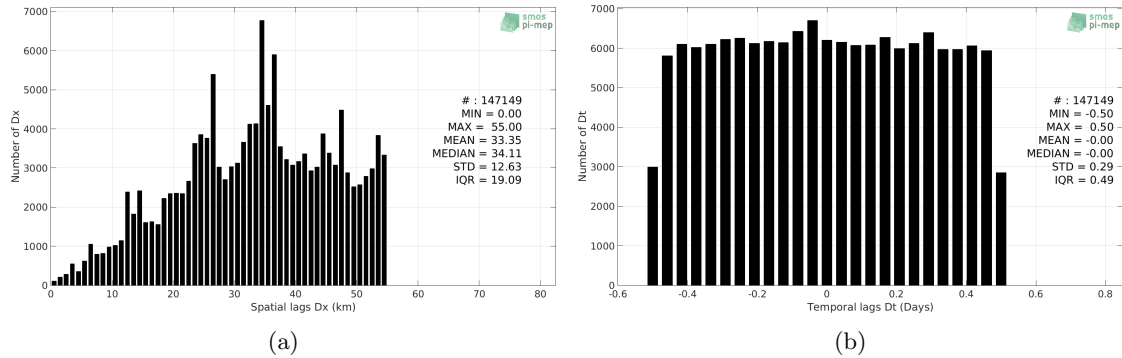 7000
6000
5000
4000
3000
2000
1000
0
Number of Dx
smos
pi-mep
# : 147149
MIN = 0.00
MAX = 55.00
MEAN = 33.35
MEDIAN = 34.11
STD = 12.63
IQR = 19.09
0 10 20 30 40 50 60 70 80
Spatial lags Dx (km)
(a)
7000
6000
5000
4000
3000
2000
1000
0
Number of Dt
smos
pi-mep
# : 147149
MIN = -0.50
MAX = 0.50
MEAN = -0.00
MEDIAN = -0.00
STD = 0.29
IQR = 0.49
-0.6 -0.4 -0.2 0 0.2 0.4 0.6 0.8
Temporal lags Dt (Days)
(b)